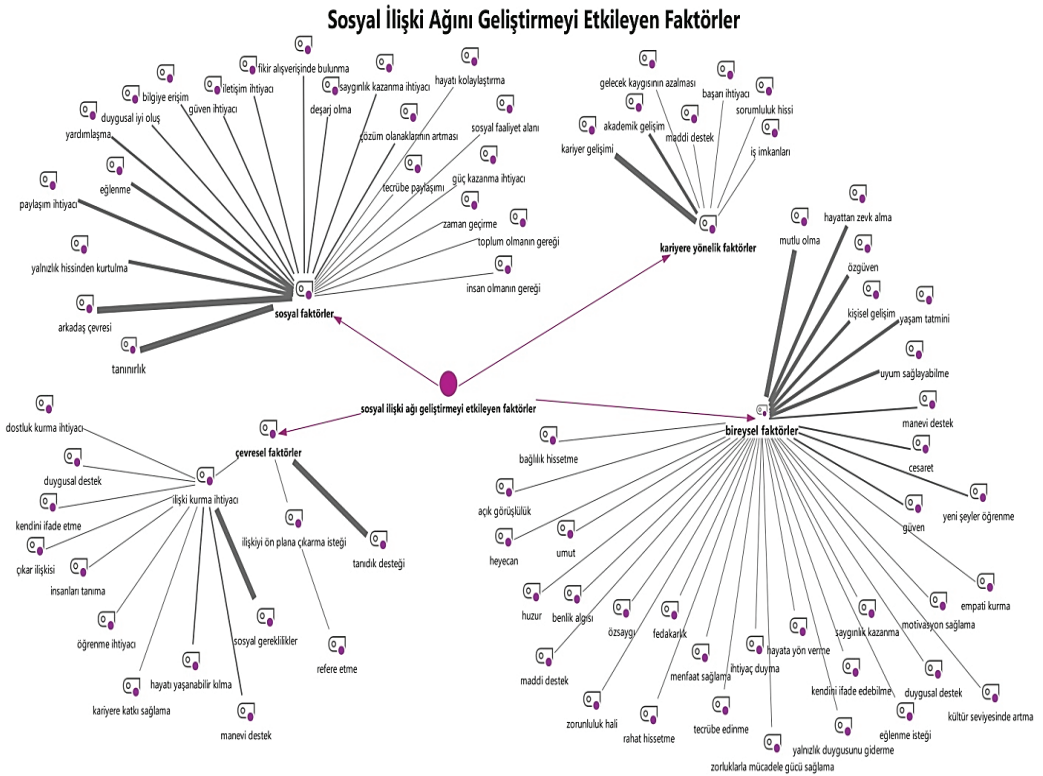 Sosyal İlişki Ağını Geliştirmeyi Etkileyen Faktörler
fikir alışverişinde bulunma
saygınlık kazanma ihtiyacı
hayatı kolaylaştırma
iletişim ihtiyacı
bilgiye erişim
güven ihtiyacı
deşarj olma
duygusal iyi oluş
yardımlaşma
çözüm olanaklarının artması
sosyal faaliyet alanı
eğlenme
tecrübe paylaşımı
güç kazanma ihtiyacı
paylaşım ihtiyacı
zaman geçirme
toplum olmanın gereği
yalnızlık hissinden kurtulma
insan olmanın gereği
arkadaş çevresi
sosyal faktörler
tanınırlık
gelecek kaygısının azalması
başarı ihtiyacı
sorumluluk hissi
akademik gelişim
maddi destek
kariyer gelişimi
iş imkanları
kariyere yönelik faktörler
mutlu olma
hayattan zevk alma
özgüven
kişisel gelişim
yaşam tatmini
uyum sağlayabilme
manevi destek
sosyal ilişki ağı geliştirmeyi etkileyen faktörler
bireysel faktörler
cesaret
yeni şeyler öğrenme
güven
bağlılık hissetme
açık görüşlülük
heyecan
umut
huzur
benlik algısı
özsaygı
fedakarlık
maddi destek
menfaat sağlama
ihtiyaç duyma
hayata yön verme
saygınlık kazanma
motivasyon sağlama
empati kurma
zorunluluk hali
rahat hissetme
tecrübe edinme
kendini ifade edebilme
duygusal destek
kültür seviyesinde artma
eğlenme isteği
yalnızlık duygusunu giderme
zorluklarla mücadele gücü sağlama
dostluk kurma ihtiyacı
çevresel faktörler
duygusal destek
ilişki kurma ihtiyacı
kendini ifade etme
ilişkiyi ön plana çıkarma isteği
tanıdık desteği
çıkar ilişkisi
insanları tanıma
öğrenme ihtiyacı
sosyal gereklilikler
refere etme
hayatı yaşanabilir kılma
kariyere katkı sağlama
manevi destek